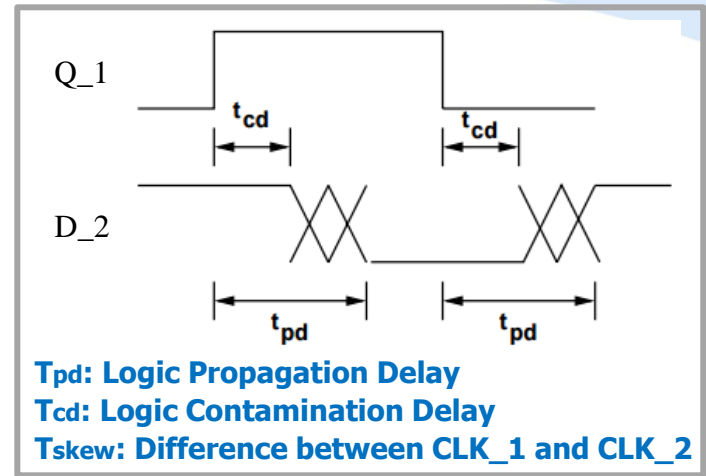 Q_1
tcd tcd
D_2
tpd tpd
Tpd: Logic Propagation Delay
Tcd: Logic Contamination Delay
Tskew: Difference between CLK_1 and CLK_2